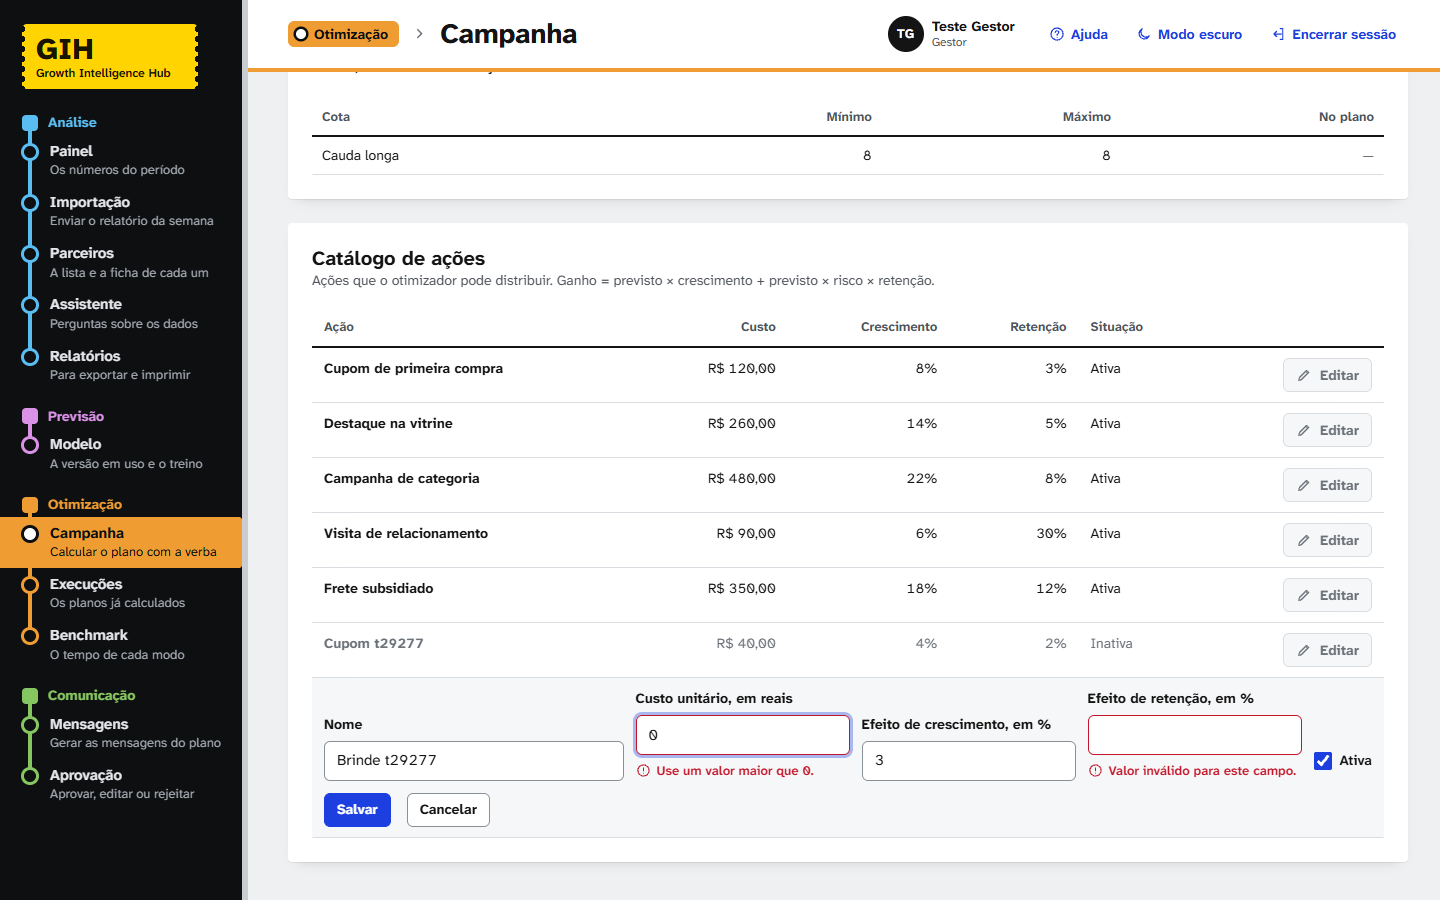 GIH
Growth Intelligence Hub
Análise
Painel
Os números do período
Importação
Enviar o relatório da semana
Parceiros
A lista e a ficha de cada um
Assistente
Perguntas sobre os dados
Relatórios
Para exportar e imprimir
Previsão
Modelo
A versão em uso e o treino
Otimização
Campanha
Calcular o plano com a verba
Execuções
Os planos já calculados
Benchmark
O tempo de cada modo
Comunicação
Mensagens
Gerar as mensagens do plano
Aprovação
Aprovar, editar ou rejeitar
Otimização > Campanha
TG Teste Gestor
Gestor
Ajuda
Modo escuro
Encerrar sessão
Cota Mínimo Máximo No plano
Cauda longa 8 8 —
Catálogo de ações
Ações que o otimizador pode distribuir. Ganho = previsto × crescimento + previsto × risco × retenção.
Ação Custo Crescimento Retenção Situação
Cupom de primeira compra R$ 120,00 8% 3% Ativa Editar
Destaque na vitrine R$ 260,00 14% 5% Ativa Editar
Campanha de categoria R$ 480,00 22% 8% Ativa Editar
Visita de relacionamento R$ 90,00 6% 30% Ativa Editar
Frete subsidiado R$ 350,00 18% 12% Ativa Editar
Cupom t29277 R$ 40,00 4% 2% Inativa Editar
Nome
Brinde t29277
Custo unitário, em reais
0
Use um valor maior que 0.
Efeito de crescimento, em %
3
Efeito de retenção, em %
Valor inválido para este campo.
Ativa
Salvar Cancelar